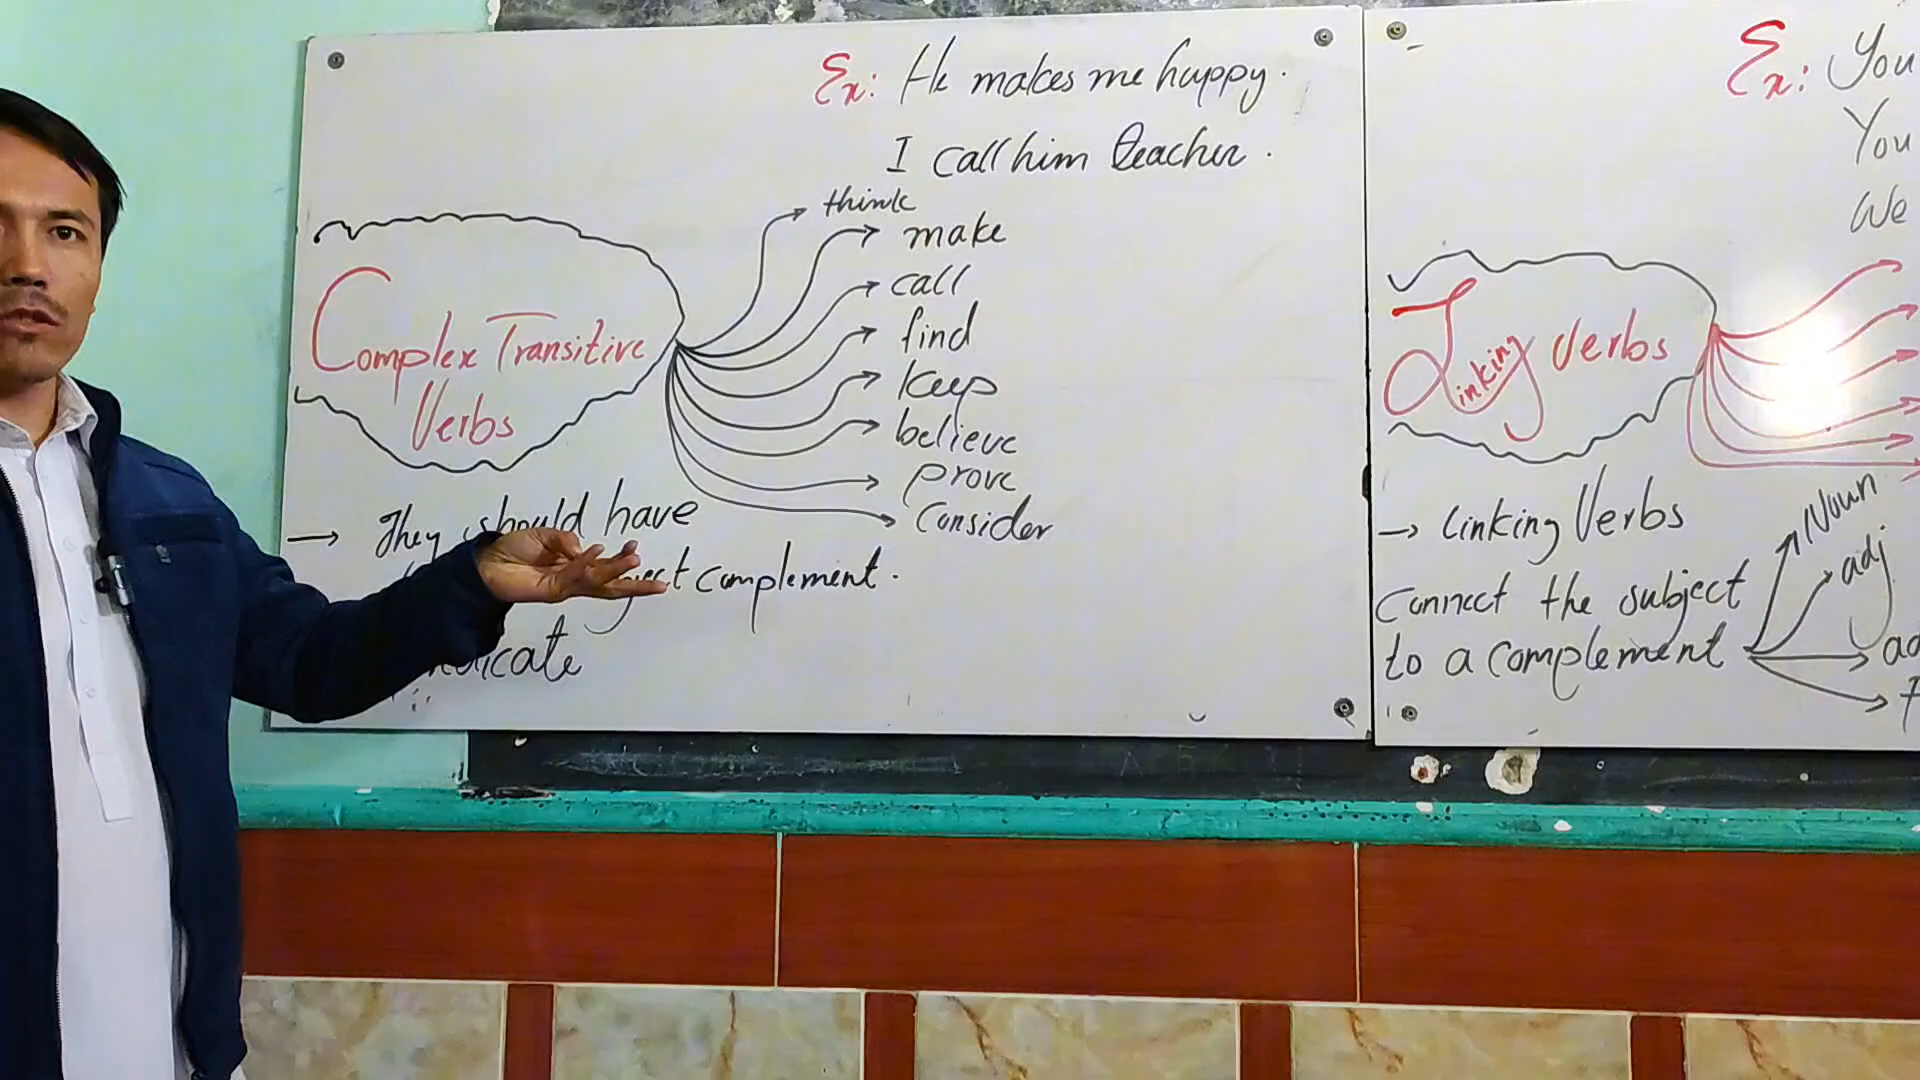 Ex: He makes me happy.
I call him teacher.
think
make
call
find
keep
believe
prove
Consider
Complex Transitive
Verbs
→ They should have
complement.
Ex: You
You
We
Linking Verbs
→ Linking Verbs
Connect the subject
to a complement
Noun
adj